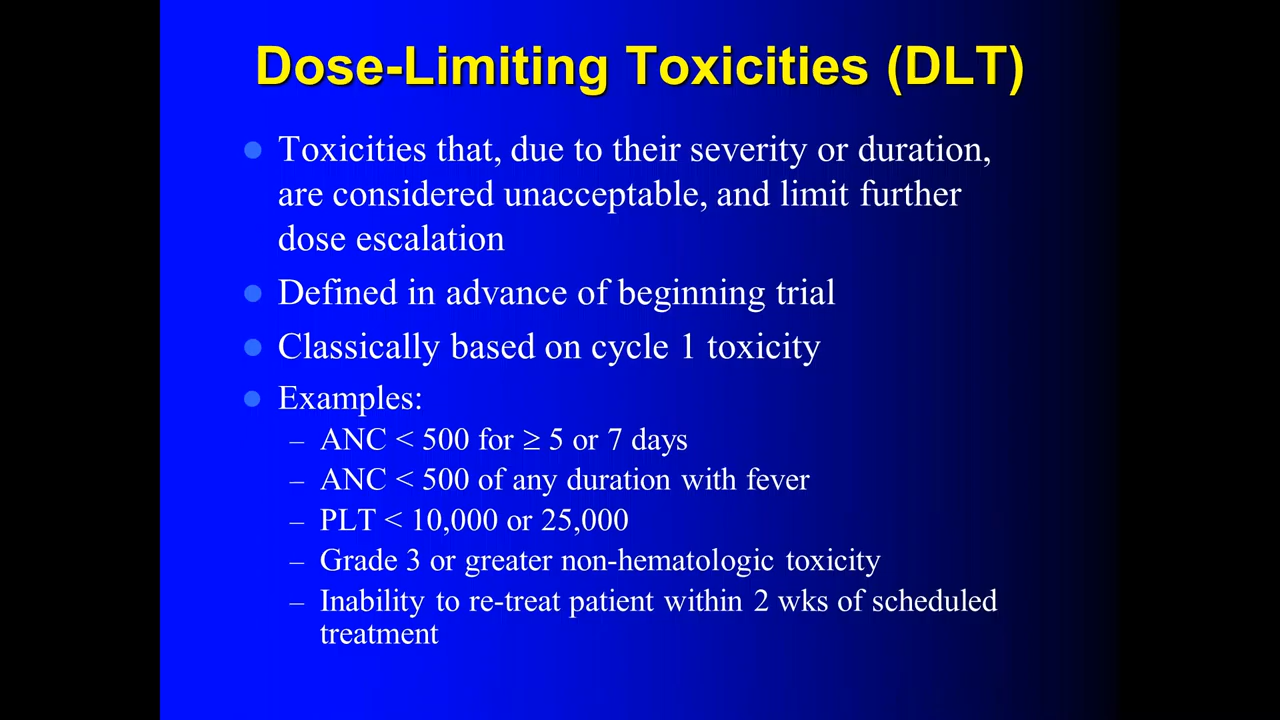 Dose-Limiting Toxicities (DLT)
● Toxicities that, due to their severity or duration,
are considered unacceptable, and limit further
dose escalation
● Defined in advance of beginning trial
● Classically based on cycle 1 toxicity
● Examples:
– ANC < 500 for ≥ 5 or 7 days
– ANC < 500 of any duration with fever
– PLT < 10,000 or 25,000
– Grade 3 or greater non-hematologic toxicity
– Inability to re-treat patient within 2 wks of scheduled
treatment